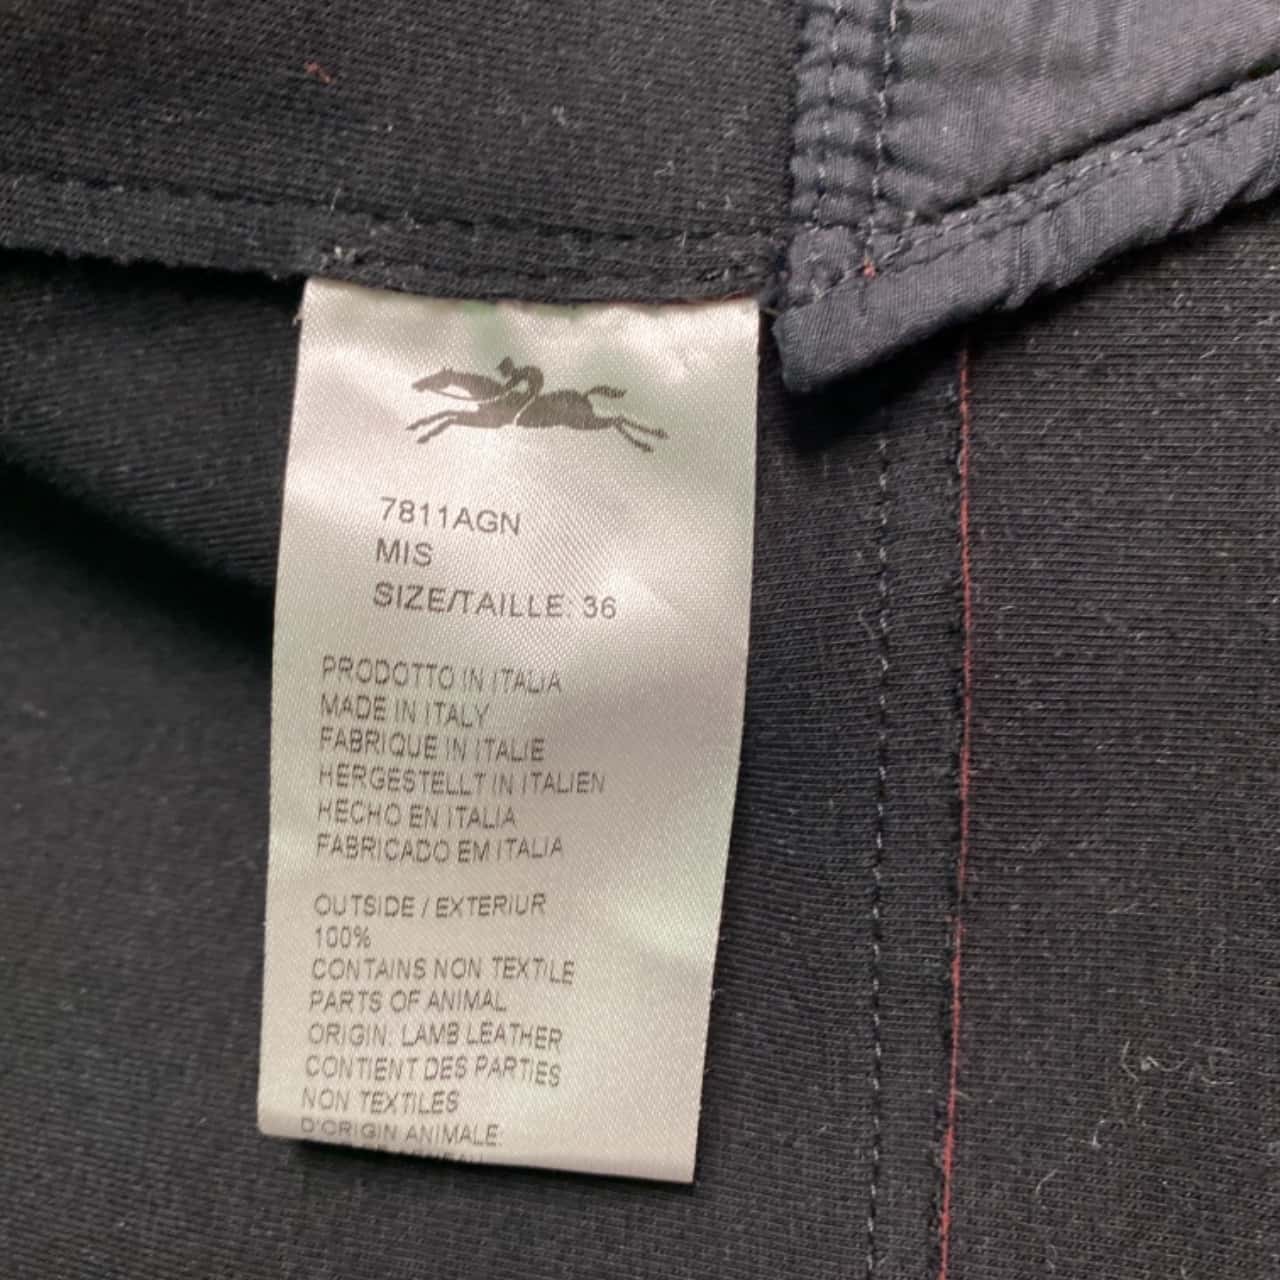 7811AGN
MIS
SIZE/TAILLE: 36
PRODOTTO IN ITALIA
MADE IN ITALY
FABRIQUE IN ITALIE
HERGESTELLT IN ITALIEN
HECHO EN ITALIA
FABRICADO EM ITALIA
OUTSIDE / EXTERIUR
100%
CONTAINS NON TEXTILE
PARTS OF ANIMAL
ORIGIN: LAMB LEATHER
CONTIENT DES PARTIES
NON TEXTILES
D'ORIGIN ANIMALE: